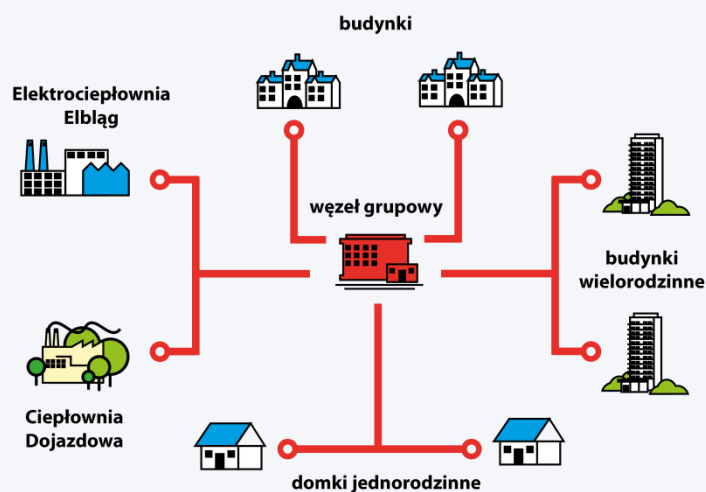 budynki
Elektrociepłownia
Elbląg
węzeł grupowy
budynki
wielorodzinne
Ciepłownia
Dojazdowa
domki jednorodzinne